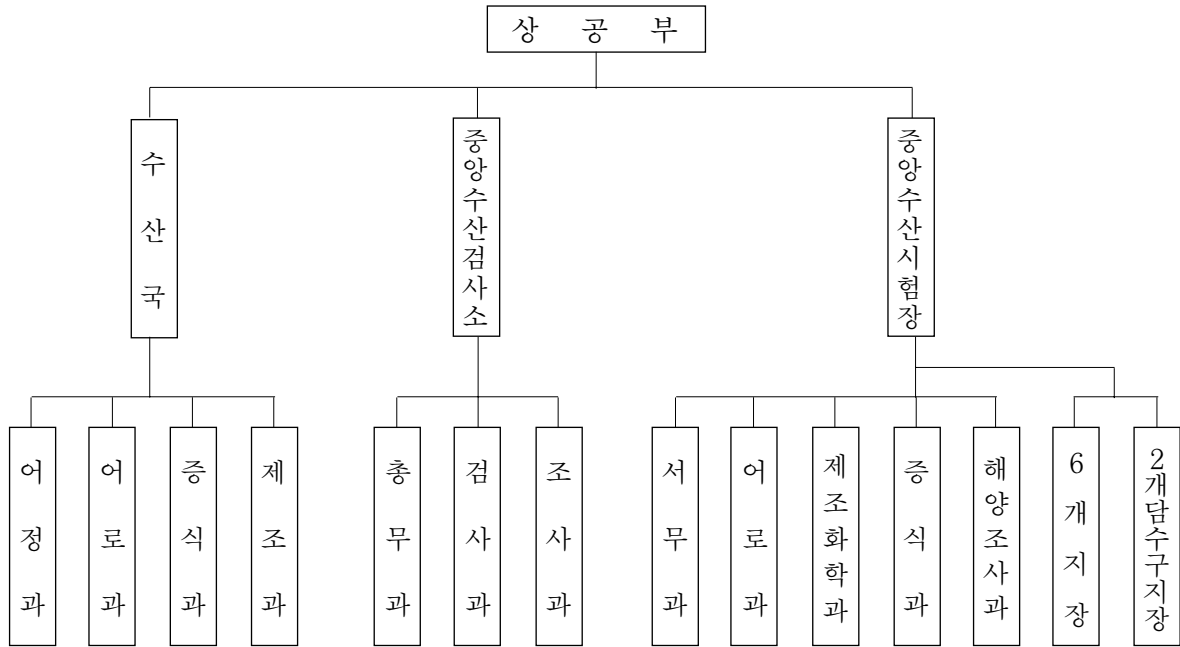 상 공 부
수산국
중앙수산검사소
중앙수산시험장
어정과
어로과
증식과
제조과
총무과
검사과
조사과
서무과
어로과
제조화학과
증식과
해양조사과
6개지장
2개담수구지장